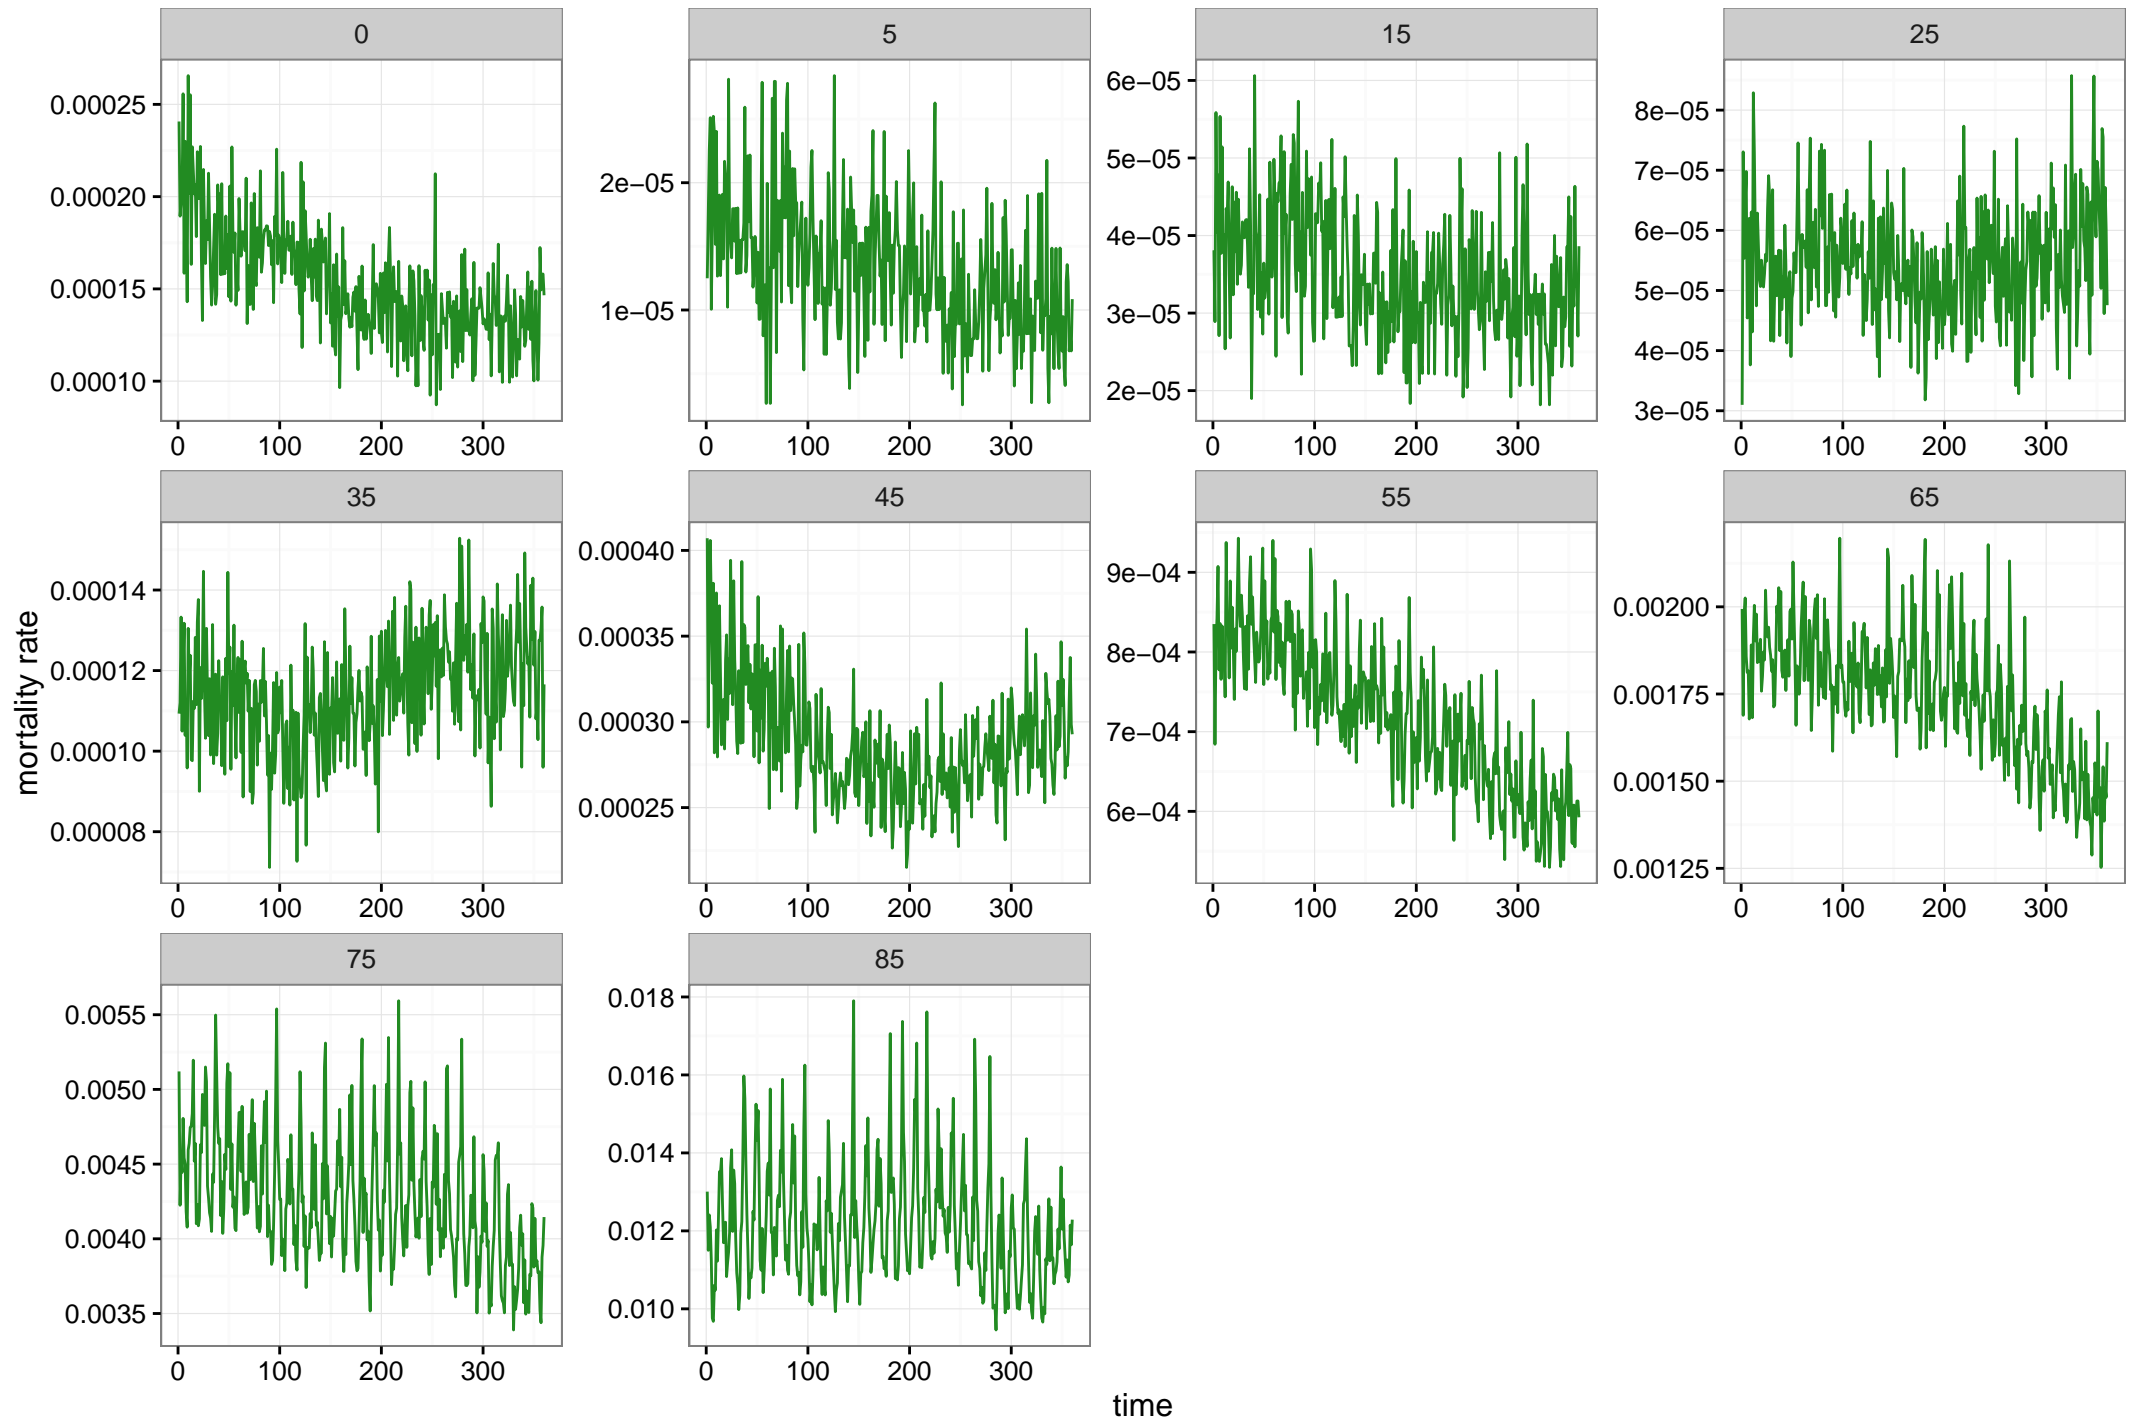 0 5 15 25
0.00025
0.00020
0.00015
0.00010
0 100 200 300
2e−05
1e−05
0 100 200 300
6e−05
5e−05
4e−05
3e−05
2e−05
0 100 200 300
8e−05
7e−05
6e−05
5e−05
4e−05
3e−05
0 100 200 300
mortality rate
35 45 55 65
0.00014
0.00012
0.00010
0.00008
0 100 200 300
0.00040
0.00035
0.00030
0.00025
0 100 200 300
9e−04
8e−04
7e−04
6e−04
0 100 200 300
0.00200
0.00175
0.00150
0.00125
0 100 200 300
75 85
0.0055
0.0050
0.0045
0.0040
0.0035
0 100 200 300
0.018
0.016
0.014
0.012
0.010
0 100 200 300
time